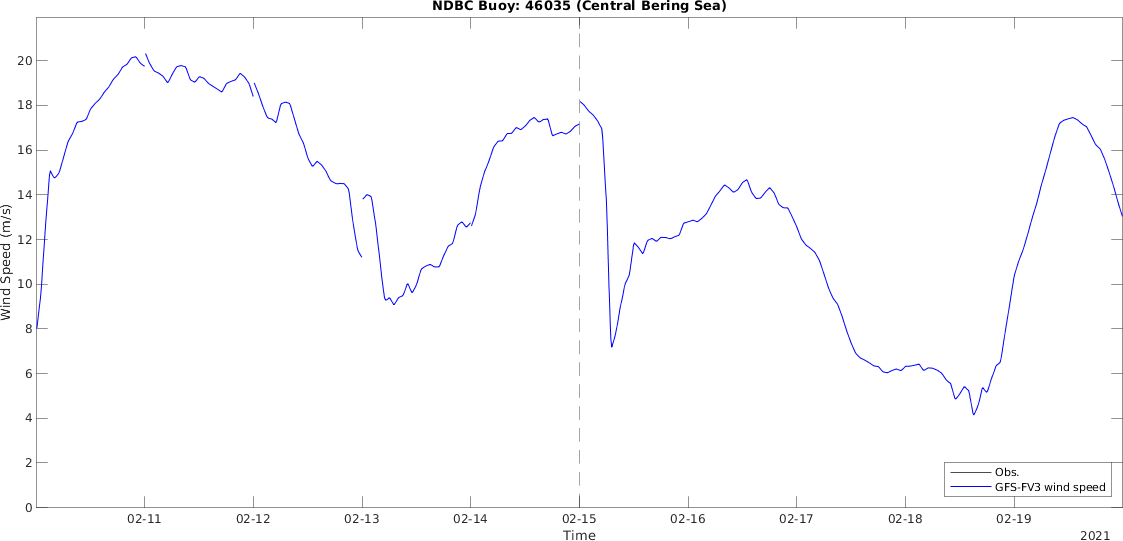 NDBC Buoy: 46035 (Central Bering Sea)
20
18
16
14
12
10
8
6
4
2
0
Wind Speed (m/s)
02-11 02-12 02-13 02-14 02-15 02-16 02-17 02-18 02-19
Time
2021
Obs.
GFS-FV3 wind speed